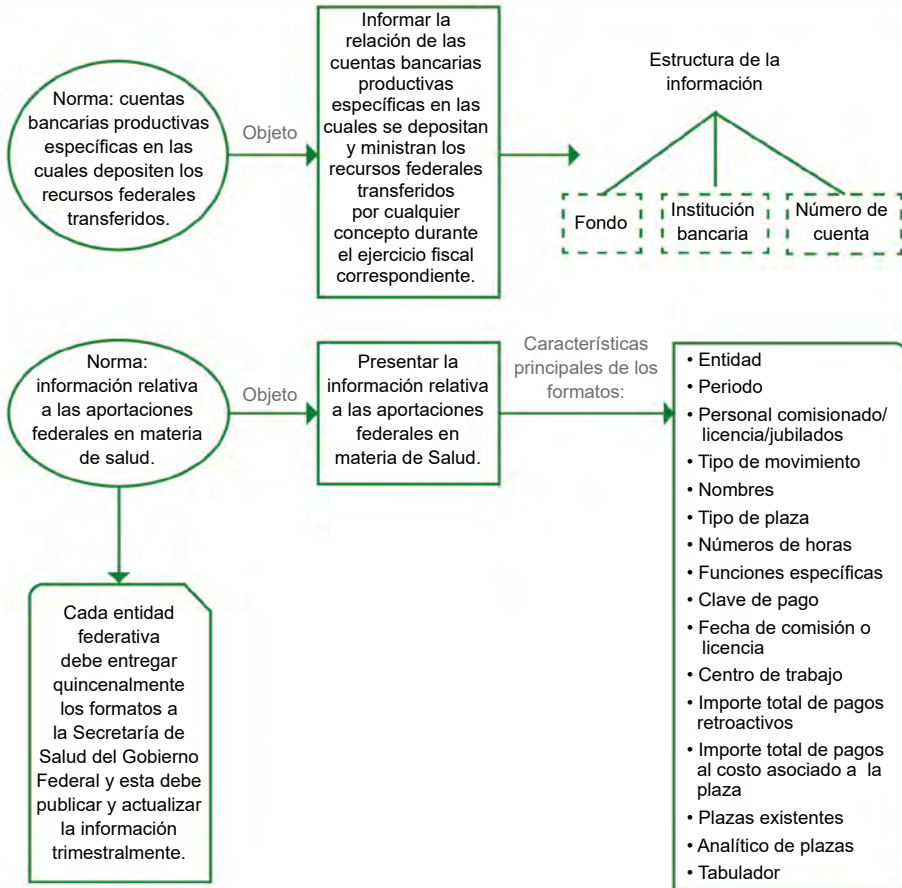 Norma: cuentas
bancarias productivas
específicas en las
cuales depositen los
recursos federales
transferidos.
Objeto
Informar la
relación de las
cuentas bancarias
productivas
específicas en las
cuales se depositan
y ministran los
recursos federales
transferidos
por cualquier
concepto durante
el ejercicio fiscal
correspondiente.
Estructura de la
información
Fondo
Institución
bancaria
Número de
cuenta
Norma:
información relativa
a las aportaciones
federales en materia
de salud.
Objeto
Presentar la
información relativa
a las aportaciones
federales en
materia de Salud.
Características
principales de los
formatos:
• Entidad
• Periodo
• Personal comisionado/
licencia/jubilados
• Tipo de movimiento
• Nombres
• Tipo de plaza
• Números de horas
• Funciones específicas
• Clave de pago
• Fecha de comisión o
licencia
• Centro de trabajo
• Importe total de pagos
retroactivos
• Importe total de pagos
al costo asociado a la
plaza
• Plazas existentes
• Analítico de plazas
• Tabulador
Cada entidad
federativa
debe entregar
quincenalmente
los formatos a
la Secretaría de
Salud del Gobierno
Federal y esta debe
publicar y actualizar
la información
trimestralmente.